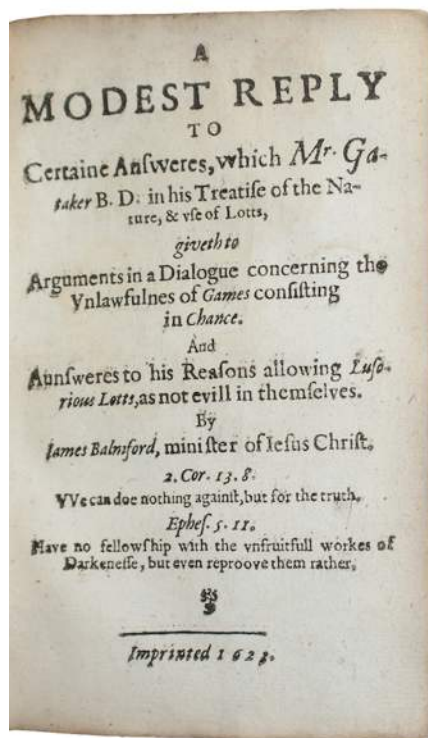 A
MODEST REPLY
TO
Certaine Anſweres, which Mr. Ga-
taker B. D. in his Treatiſe of the Na-
ture, & vſe of Lotts,
giveth to
Arguments in a Dialogue concerning the
Vnlawfulnes of Games conſiſting
in Chance.
And
Aunſweres to his Reaſons allowing Luſo-
rious Lotts, as not evill in themſelves.
By
Iames Balmford, miniſter of Ieſus Chriſt.
2. Cor. 13. 8.
VVe can doe nothing againſt, but for the truth.
Epheſ. 5. 11.
Have no fellowſhip with the vnfruitfull workes of
Darkeneſſe, but even reproove them rather.
Imprinted 1623.